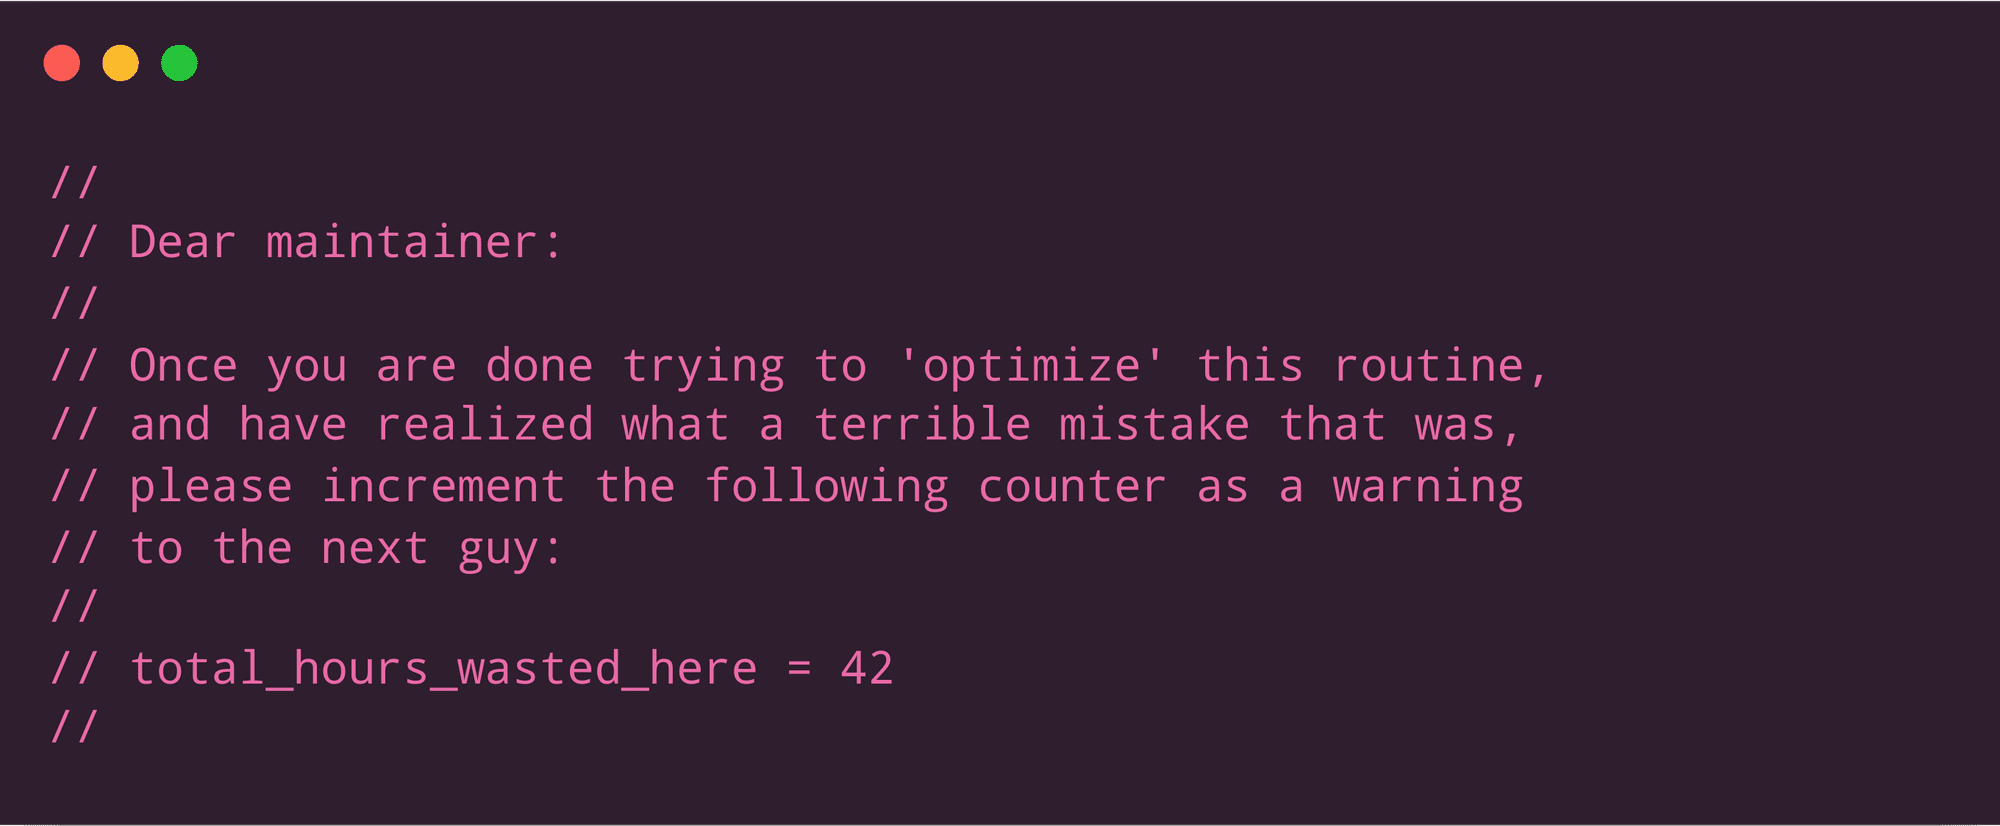 //
// Dear maintainer:
//
// Once you are done trying to 'optimize' this routine,
// and have realized what a terrible mistake that was,
// please increment the following counter as a warning
// to the next guy:
//
// total_hours_wasted_here = 42
//